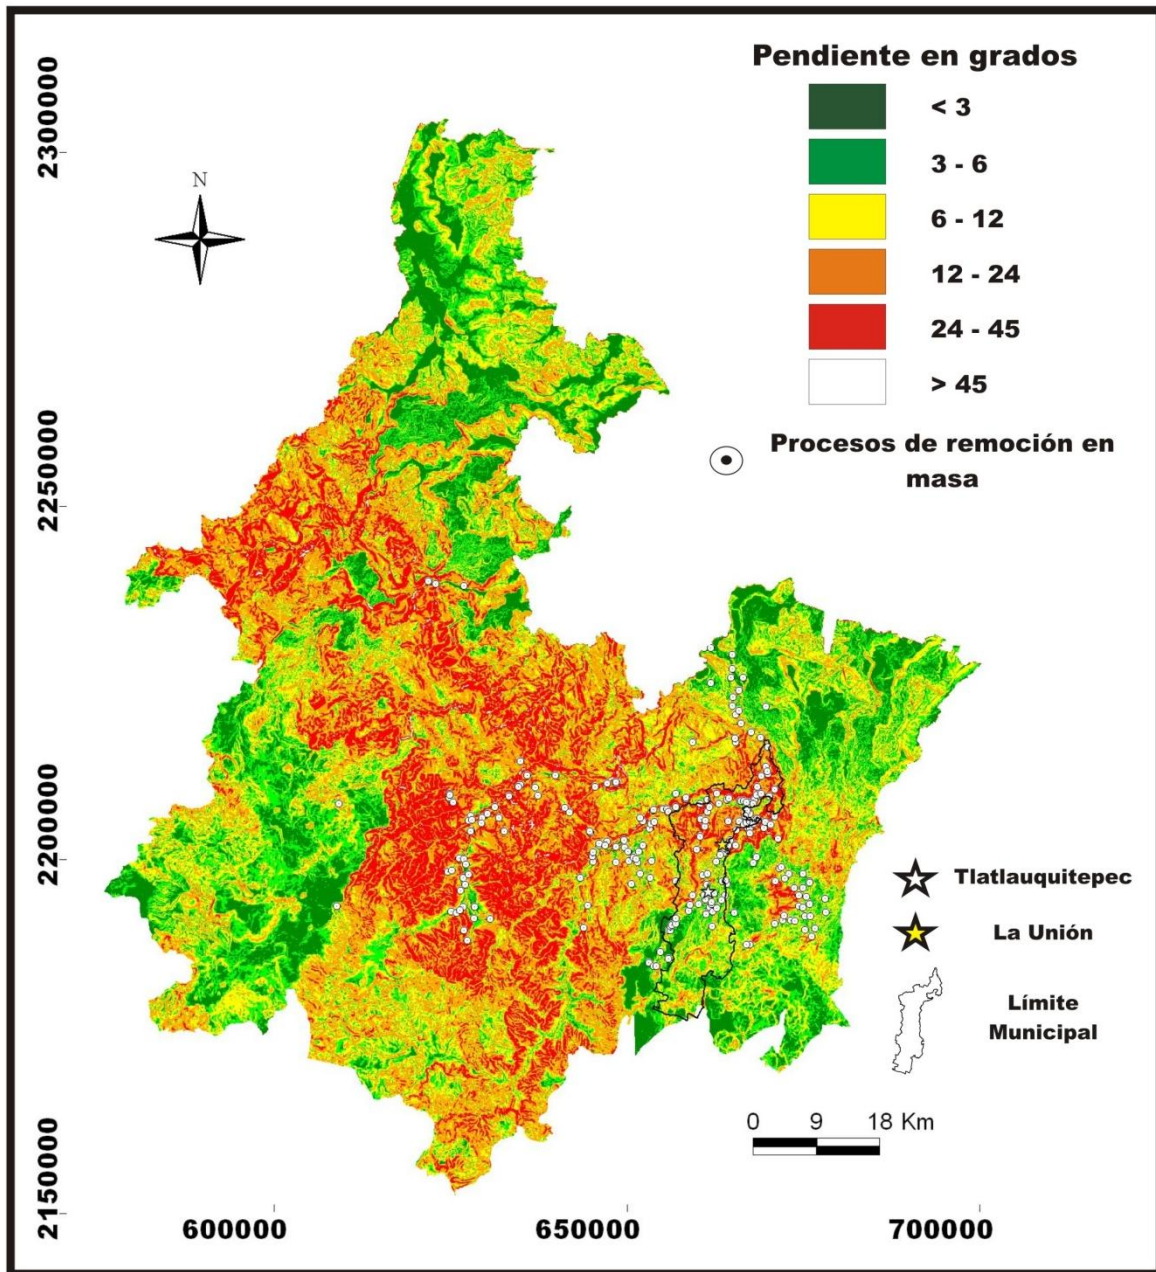 Pendiente en grados
< 3
3 - 6
6 - 12
12 - 24
24 - 45
> 45
Procesos de remoción en
masa
N
Tlatlauquitepec
La Unión
Límite
Municipal
0 9 18 Km
2300000
2250000
2200000
2150000
600000 650000 700000